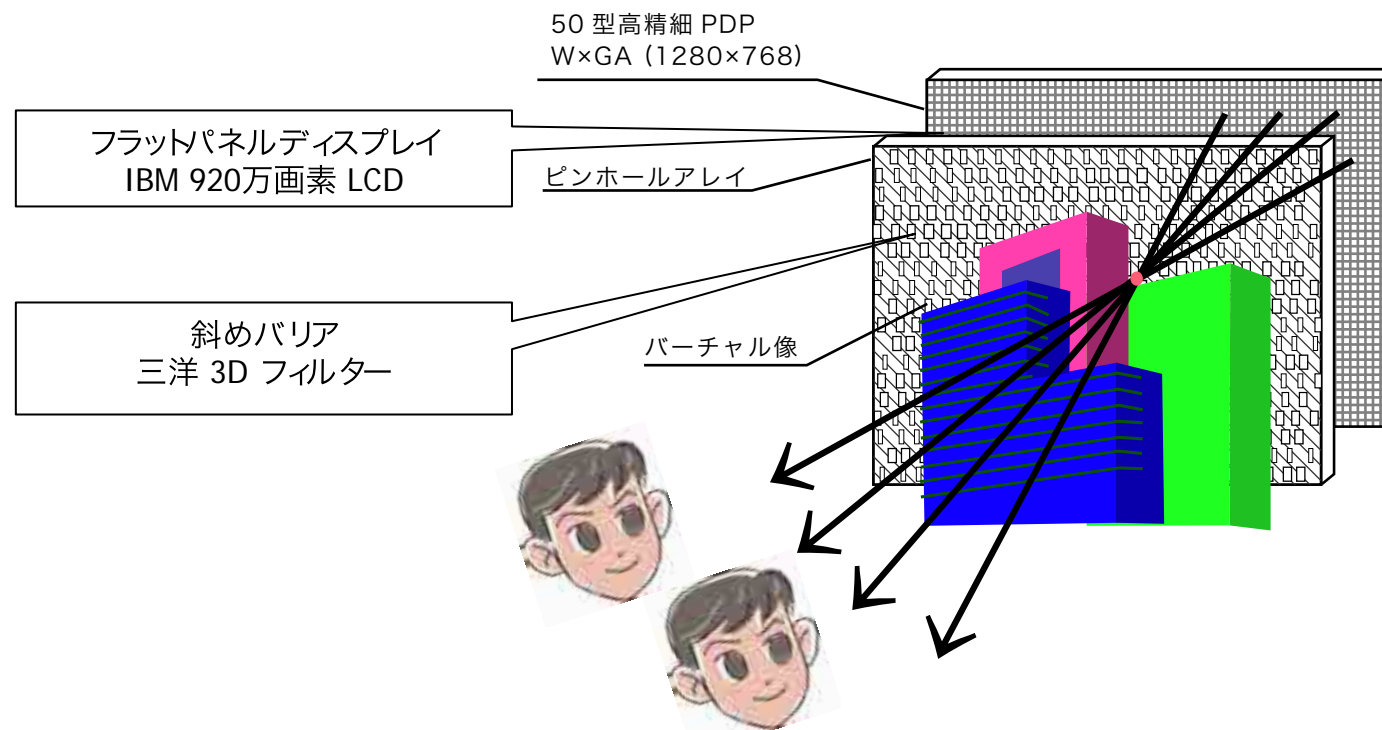 50 型高精細 PDP
W×GA (1280×768)
フラットパネルディスプレイ
IBM 920万画素 LCD
ピンホールアレイ
斜めバリア
三洋 3D フィルター
バーチャル像